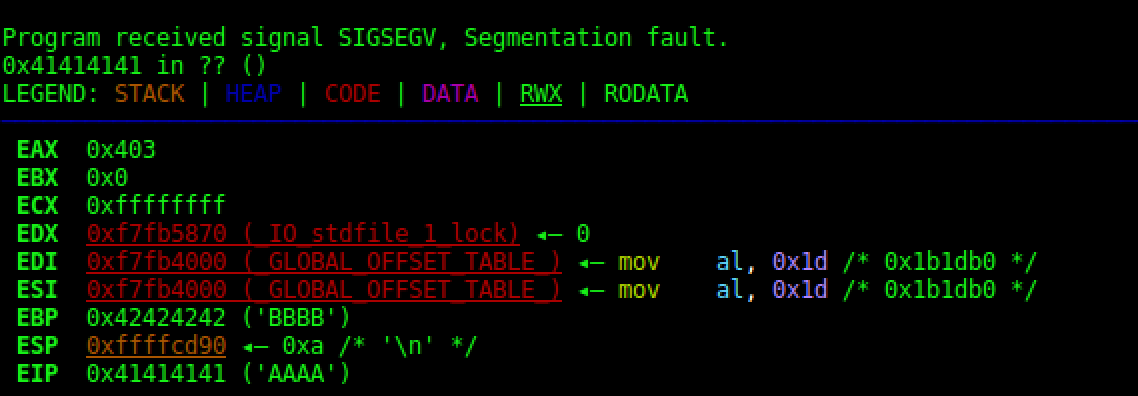 Program received signal SIGSEGV, Segmentation fault.
0x41414141 in ?? ()
LEGEND: STACK | HEAP | CODE | DATA | RWX | RODATA
EAX  0x403
EBX  0x0
ECX  0xffffffff
EDX  0xf7fb5870 (_IO_stdfile_1_lock) ◂— 0
EDI  0xf7fb4000 (_GLOBAL_OFFSET_TABLE_) ◂— mov    al, 0x1d /* 0x1b1db0 */
ESI  0xf7fb4000 (_GLOBAL_OFFSET_TABLE_) ◂— mov    al, 0x1d /* 0x1b1db0 */
EBP  0x42424242 ('BBBB')
ESP  0xffffcd90 ◂— 0xa /* '\n' */
EIP  0x41414141 ('AAAA')